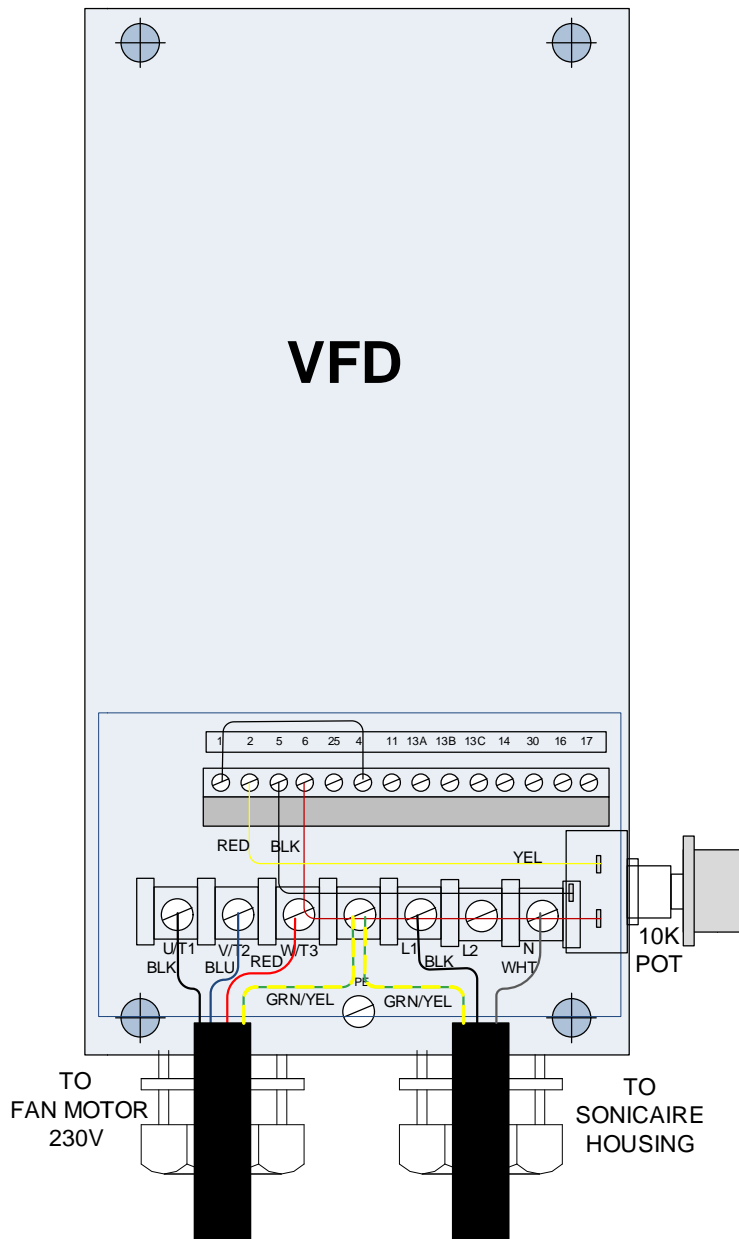 VFD
1 2 5 6 25 4 11 13A 13B 13C 14 30 16 17
RED BLK
YEL
U/T1 V/T2 W/T3 L1 L2 N
BLK BLU RED BLK WHT
PE
GRN/YEL GRN/YEL
10K
POT
TO
FAN MOTOR
230V
TO
SONICAIRE
HOUSING